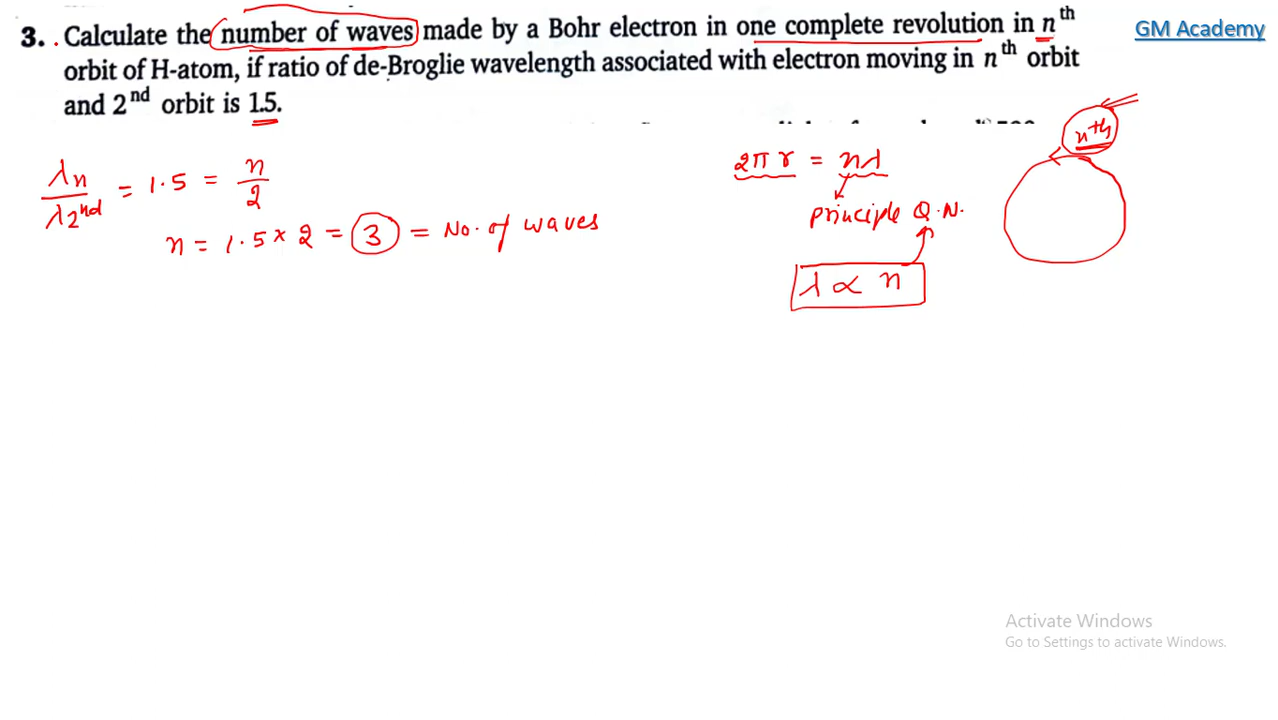 3. . Calculate the number of waves made by a Bohr electron in one complete revolution in nth
GM Academy
orbit of H-atom, if ratio of de-Broglie wavelength associated with electron moving in nth orbit
and 2nd orbit is 1.5.
nth
λn/λ2nd = 1.5 = n/2
2πr = nλ
n = 1.5 × 2 = 3 = No. of waves
principle Q.N.
λ ∝ n
Activate Windows
Go to Settings to activate Windows.